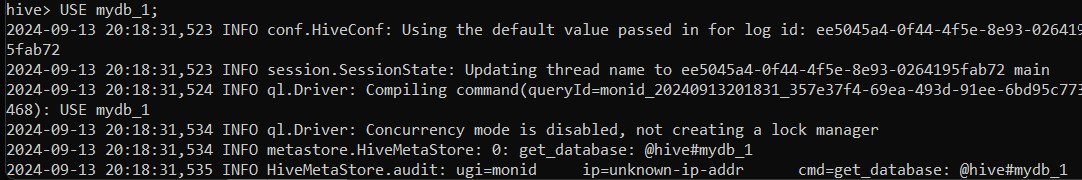 hive> USE mydb_1;
2024-09-13 20:18:31,523 INFO conf.HiveConf: Using the default value passed in for log id: ee5045a4-0f44-4f5e-8e93-026419
5fab72
2024-09-13 20:18:31,523 INFO session.SessionState: Updating thread name to ee5045a4-0f44-4f5e-8e93-0264195fab72 main
2024-09-13 20:18:31,524 INFO ql.Driver: Compiling command(queryId=monid_20240913201831_357e37f4-69ea-493d-91ee-6bd95c773
468): USE mydb_1
2024-09-13 20:18:31,534 INFO ql.Driver: Concurrency mode is disabled, not creating a lock manager
2024-09-13 20:18:31,534 INFO metastore.HiveMetaStore: 0: get_database: @hive#mydb_1
2024-09-13 20:18:31,535 INFO HiveMetaStore.audit: ugi=monid ip=unknown-ip-addr cmd=get_database: @hive#mydb_1